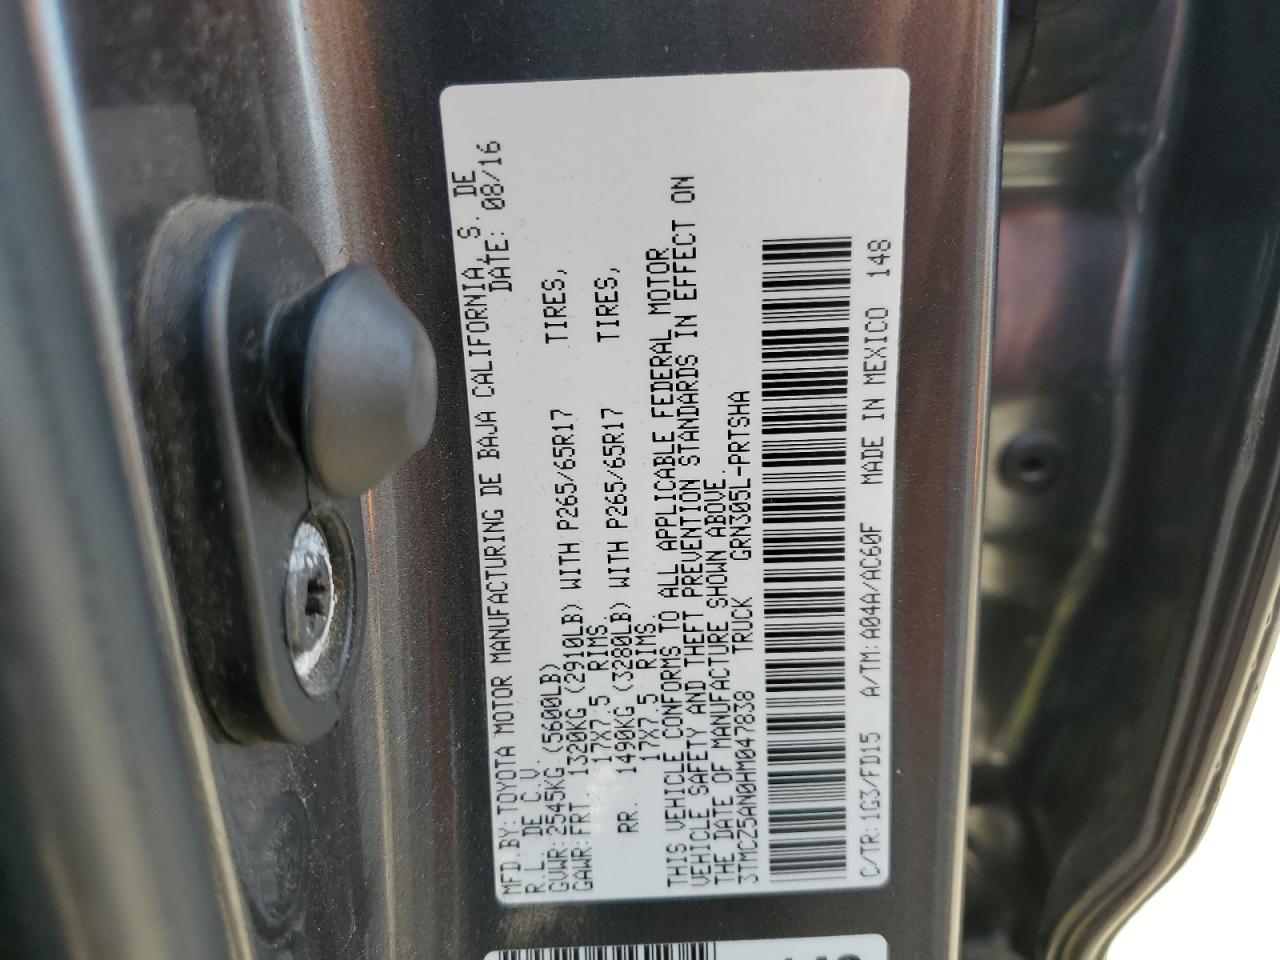 MFD.BY:TOYOTA MOTOR MANUFACTURING DE BAJA CALIFORNIA, S. DE
R.L. DE C.V. DATE: 08/16
GVWR:2545KG (5600LB)
GAWR:FRT. 1320KG (2910LB) WITH P265/65R17 TIRES,
17X7.5 RIMS.
RR. 1490KG (3280LB) WITH P265/65R17 TIRES,
17X7.5 RIMS.
THIS VEHICLE CONFORMS TO ALL APPLICABLE FEDERAL MOTOR
VEHICLE SAFETY AND THEFT PREVENTION STANDARDS IN EFFECT ON
THE DATE OF MANUFACTURE SHOWN ABOVE.
3TMCZ5AN0HM047838 TRUCK GRN305L-PRTSHA
C/TR:1G3/FD15 A/TM:A04A/AC60F MADE IN MEXICO 148